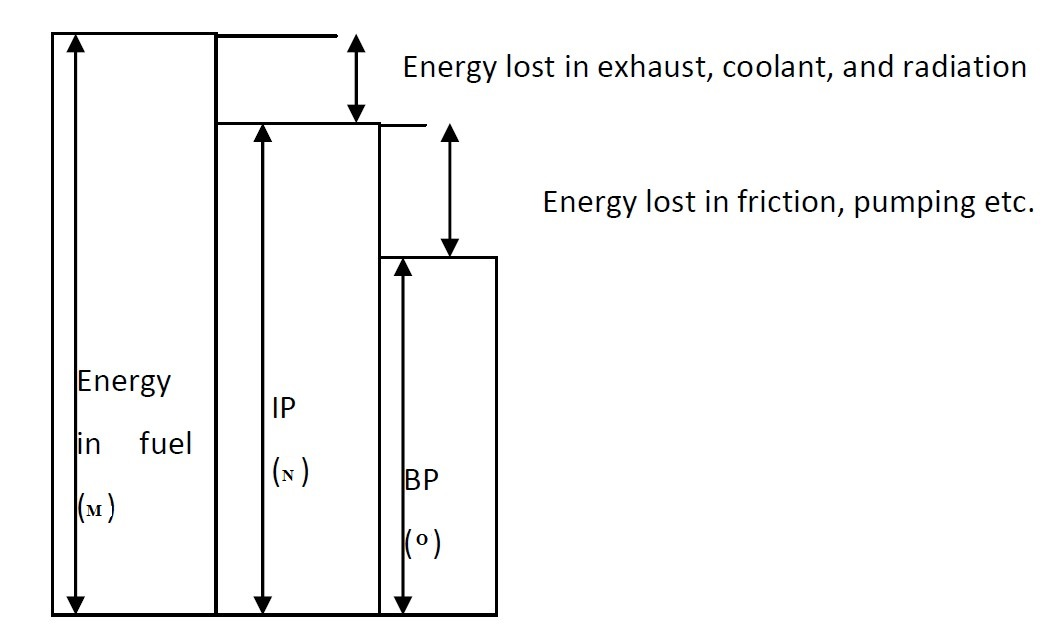 Energy lost in exhaust, coolant, and radiation
Energy lost in friction, pumping etc.
Energy
in fuel
(M)
IP
(N)
BP
(O)